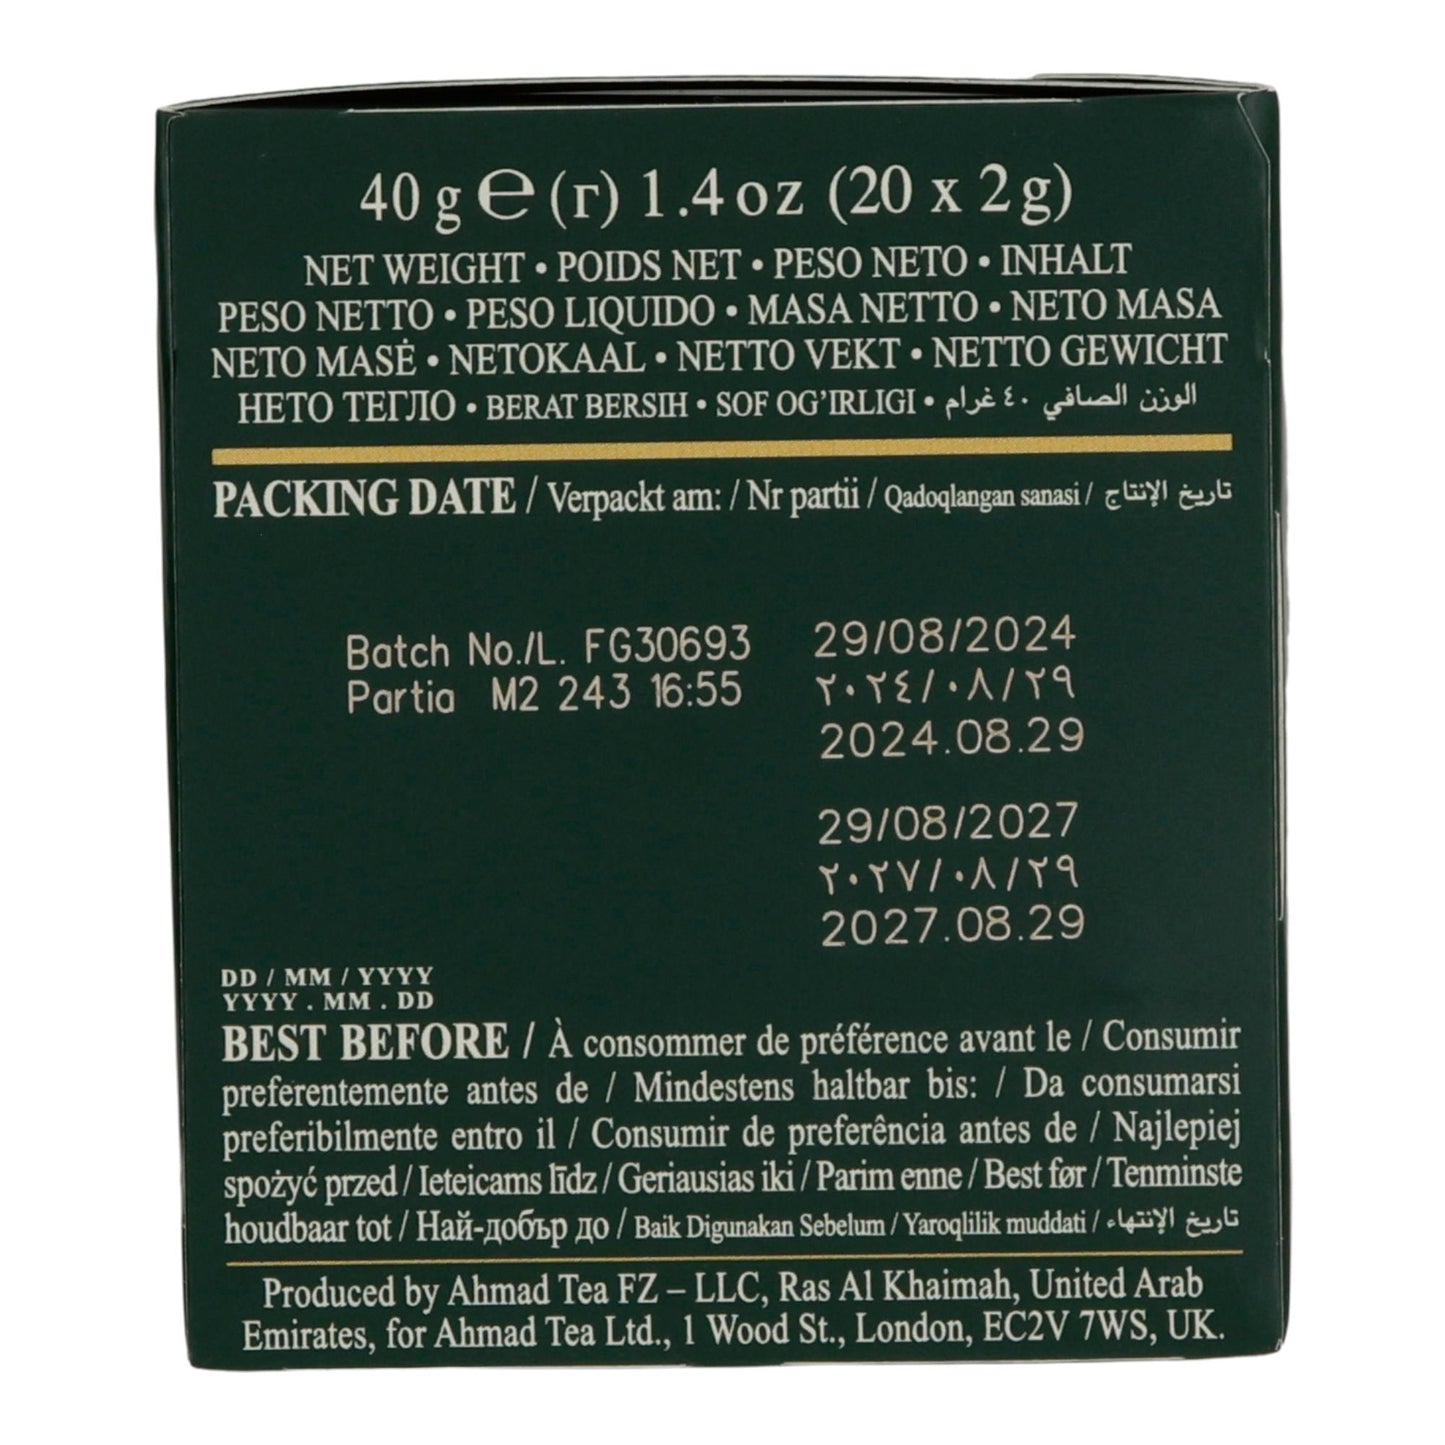 40 g ℮ (г) 1.4 oz (20 x 2 g)
NET WEIGHT • POIDS NET • PESO NETO • INHALT
PESO NETTO • PESO LIQUIDO • MASA NETTO • NETO MASA
NETO MASĖ • NETOKAAL • NETTO VEKT • NETTO GEWICHT
НЕТО ТЕГЛО • BERAT BERSIH • SOF OG’IRLIGI • الوزن الصافي ٤٠ غرام
PACKING DATE / Verpackt am: / Nr partii / Qadoqlangan sanasi / تاريخ الإنتاج
Batch No./L. FG30693 29/08/2024
Partia M2 243 16:55 ٢٠٢٤/٠٨/٢٩
2024.08.29
29/08/2027
٢٠٢٧/٠٨/٢٩
2027.08.29
DD / MM / YYYY
YYYY . MM . DD
BEST BEFORE / À consommer de préférence avant le / Consumir
preferentemente antes de / Mindestens haltbar bis: / Da consumarsi
preferibilmente entro il / Consumir de preferência antes de / Najlepiej
spożyć przed / Ieteicams līdz / Geriausias iki / Parim enne / Best før / Tenminste
houdbaar tot / Най-добър до / Baik Digunakan Sebelum / Yaroqlilik muddati / تاريخ الإنتهاء
Produced by Ahmad Tea FZ – LLC, Ras Al Khaimah, United Arab
Emirates, for Ahmad Tea Ltd., 1 Wood St., London, EC2V 7WS, UK.